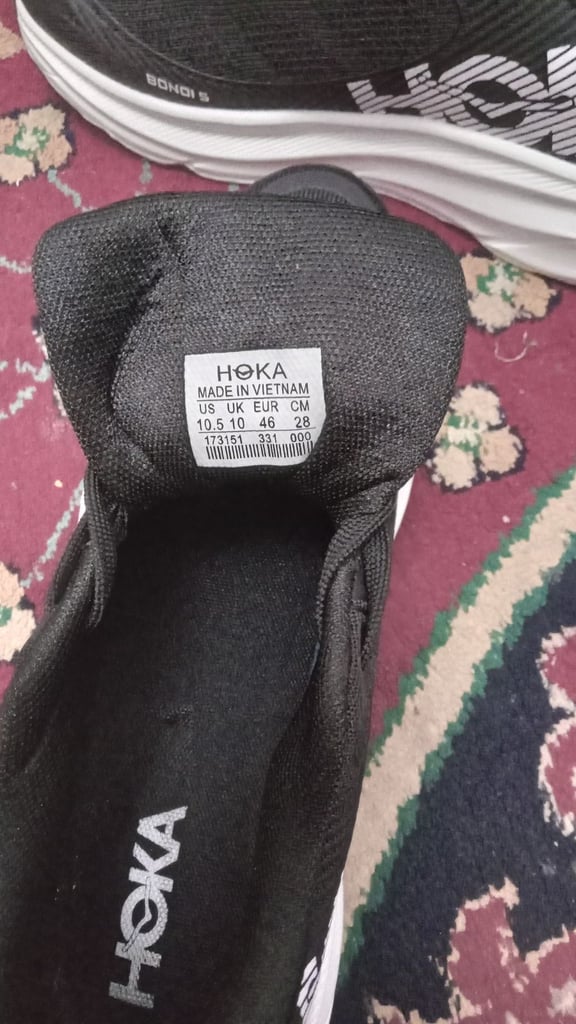 BONDI 5
HOKA
HOKA
MADE IN VIETNAM
US UK EUR CM
10.5 10 46 28
173151 331 000
HOKA